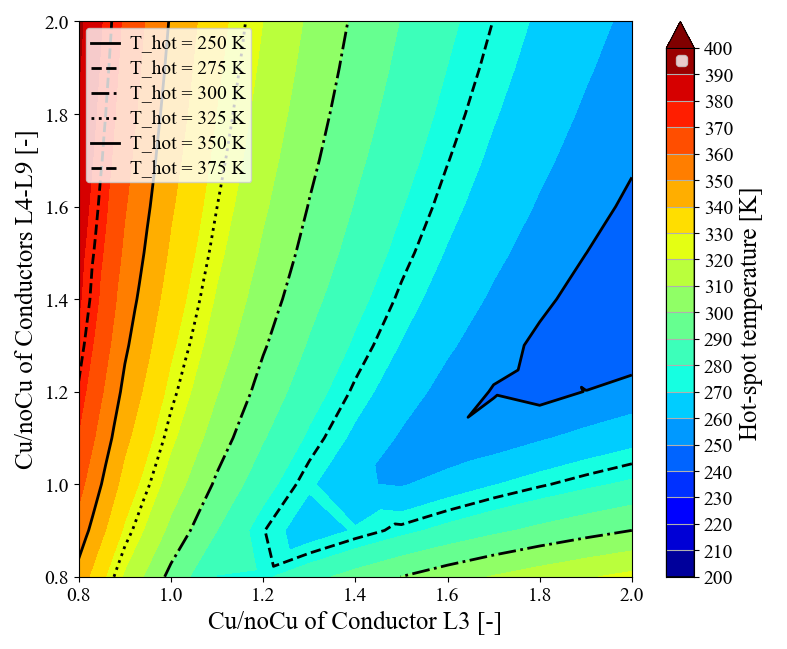 2.0
1.8
1.6
1.4
1.2
1.0
0.8
Cu/noCu of Conductors L4-L9 [-]
T_hot = 250 K
T_hot = 275 K
T_hot = 300 K
T_hot = 325 K
T_hot = 350 K
T_hot = 375 K
0.8 1.0 1.2 1.4 1.6 1.8 2.0
Cu/noCu of Conductor L3 [-]
400
390
380
370
360
350
340
330
320
310
300
290
280
270
260
250
240
230
220
210
200
Hot-spot temperature [K]